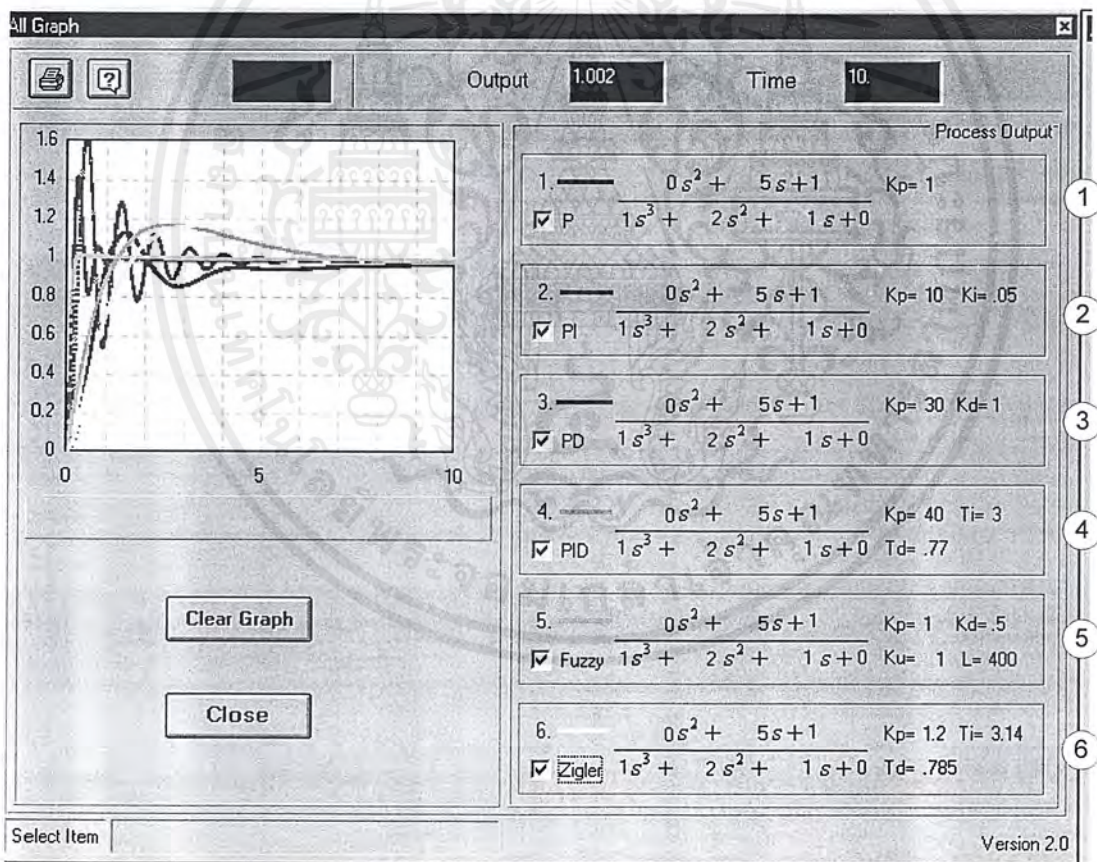 All Graph
Output 1.002 Time 10.
1.6
1.4
1.2
1
0.8
0.6
0.4
0.2
0
0 5 10
Clear Graph
Close
Process Output
1. 0s² + 5s+1 Kp= 1
P 1s³ + 2s² + 1s+0
1
2. 0s² + 5s+1 Kp= 10 Ki= .05
PI 1s³ + 2s² + 1s+0
2
3. 0s² + 5s+1 Kp= 30 Kd= 1
PD 1s³ + 2s² + 1s+0
3
4. 0s² + 5s+1 Kp= 40 Ti= 3
PID 1s³ + 2s² + 1s+0 Td= .77
4
5. 0s² + 5s+1 Kp= 1 Kd= .5
Fuzzy 1s³ + 2s² + 1s+0 Ku= 1 L= 400
5
6. 0s² + 5s+1 Kp= 1.2 Ti= 3.14
Zigler 1s³ + 2s² + 1s+0 Td= .785
6
Select Item
Version 2.0